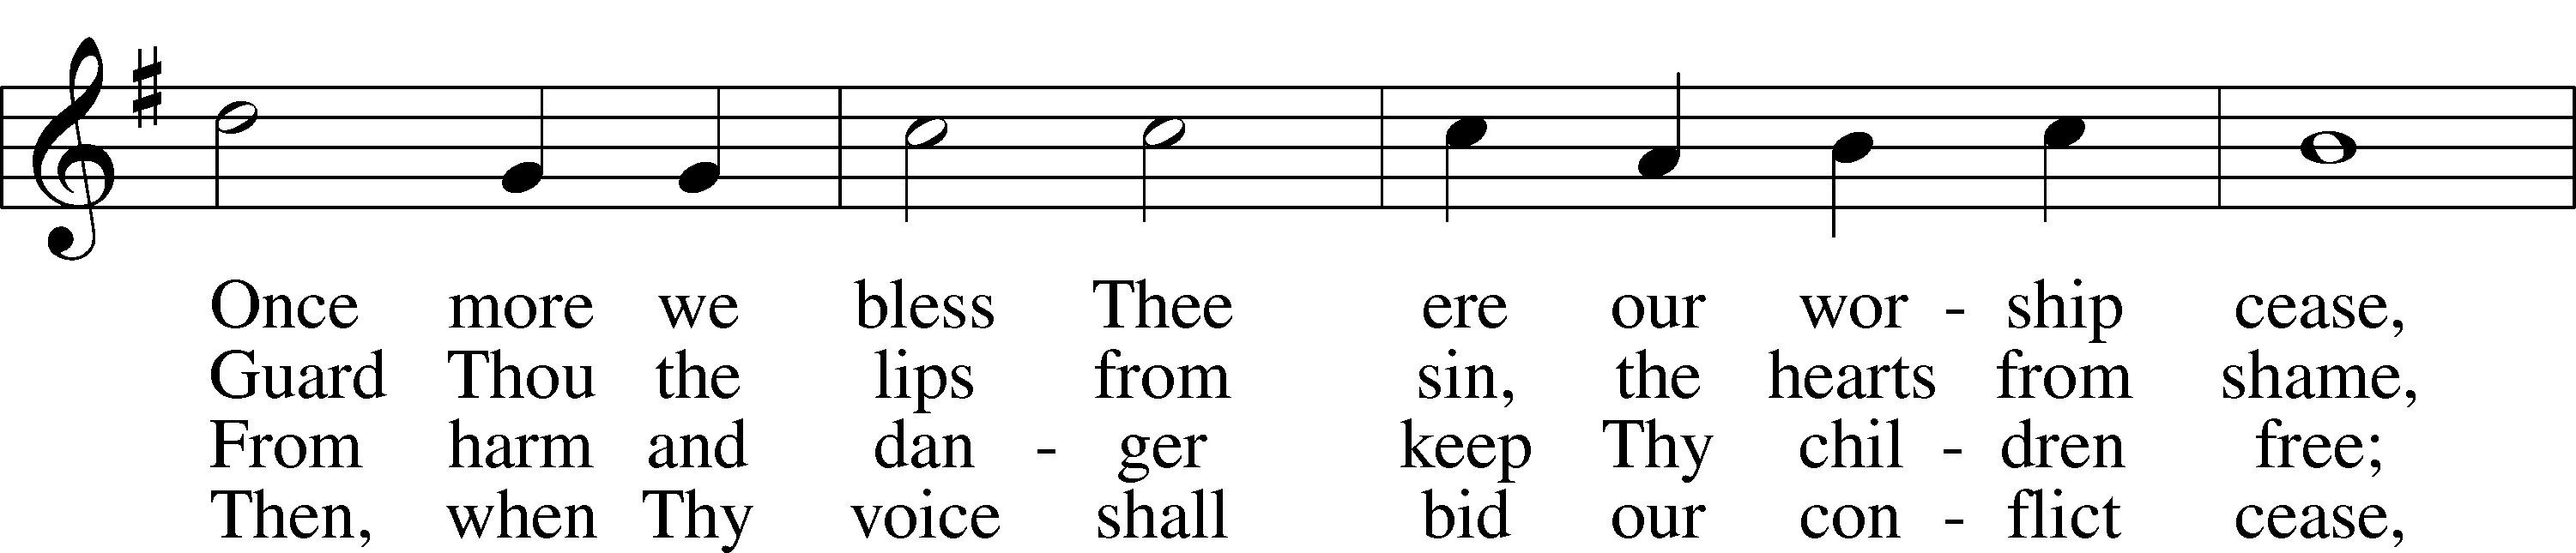 Once more we bless Thee ere our wor - ship cease,
Guard Thou the lips from sin, the hearts from shame,
From harm and dan - ger keep Thy chil - dren free;
Then, when Thy voice shall bid our con - flict cease,